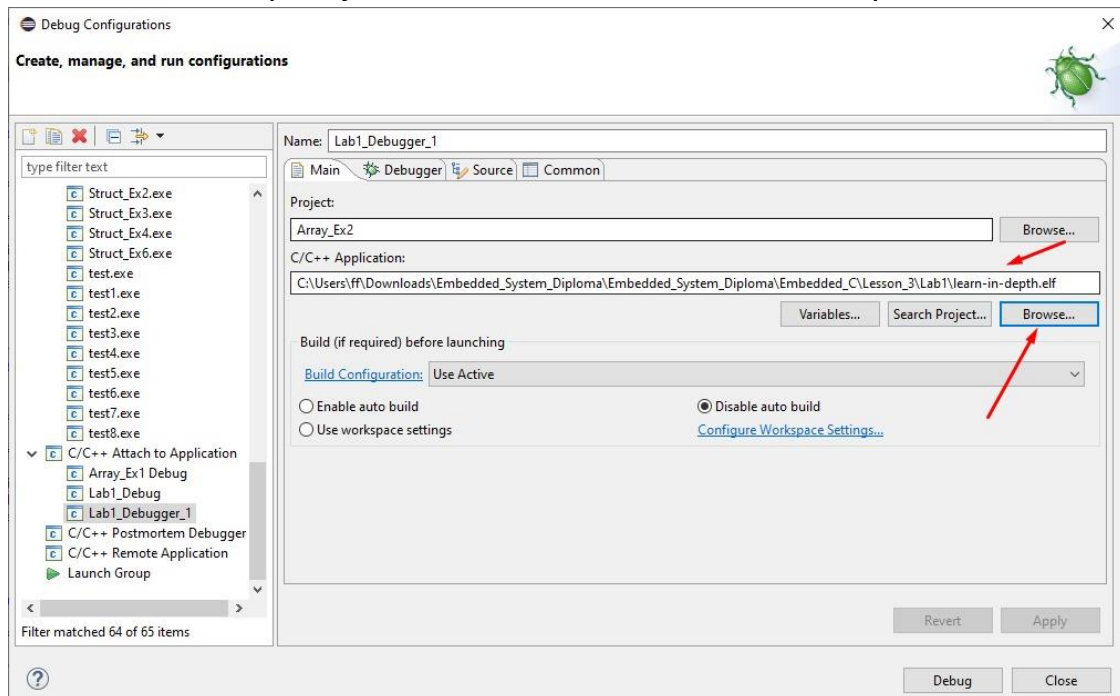 Debug Configurations
Create, manage, and run configurations
type filter text
Struct_Ex2.exe
Struct_Ex3.exe
Struct_Ex4.exe
Struct_Ex6.exe
test.exe
test1.exe
test2.exe
test3.exe
test4.exe
test5.exe
test6.exe
test7.exe
test8.exe
C/C++ Attach to Application
Array_Ex1 Debug
Lab1_Debug
Lab1_Debugger_1
C/C++ Postmortem Debugger
C/C++ Remote Application
Launch Group
Filter matched 64 of 65 items
Name: Lab1_Debugger_1
Main Debugger Source Common
Project:
Array_Ex2 Browse...
C/C++ Application:
C:\Users\ff\Downloads\Embedded_System_Diploma\Embedded_System_Diploma\Embedded_C\Lesson_3\Lab1\learn-in-depth.elf
Variables... Search Project... Browse...
Build (if required) before launching
Build Configuration: Use Active
Enable auto build Disable auto build
Use workspace settings Configure Workspace Settings...
Revert Apply
Debug Close